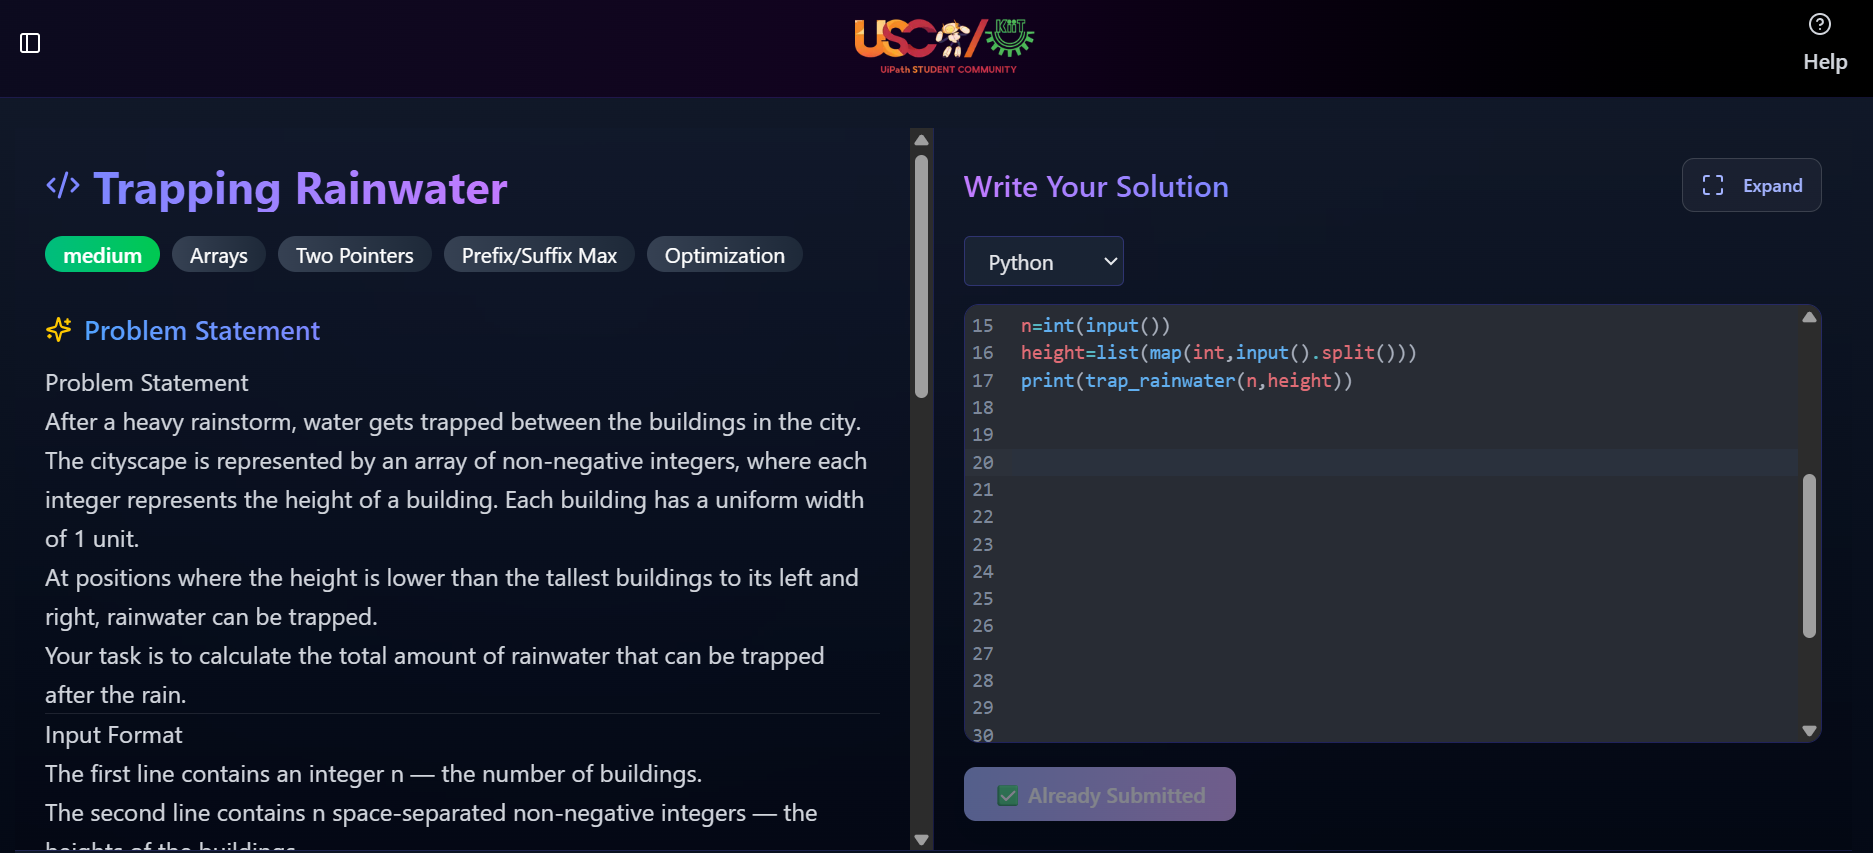 USC/KIIT
UiPath STUDENT COMMUNITY
Help
</> Trapping Rainwater
medium Arrays Two Pointers Prefix/Suffix Max Optimization
Problem Statement
Problem Statement
After a heavy rainstorm, water gets trapped between the buildings in the city.
The cityscape is represented by an array of non-negative integers, where each
integer represents the height of a building. Each building has a uniform width
of 1 unit.
At positions where the height is lower than the tallest buildings to its left and
right, rainwater can be trapped.
Your task is to calculate the total amount of rainwater that can be trapped
after the rain.
Input Format
The first line contains an integer n — the number of buildings.
The second line contains n space-separated non-negative integers — the
heights of the buildings.
Write Your Solution
Expand
Python
15 n=int(input())
16 height=list(map(int,input().split()))
17 print(trap_rainwater(n,height))
18
19
20
21
22
23
24
25
26
27
28
29
30
Already Submitted